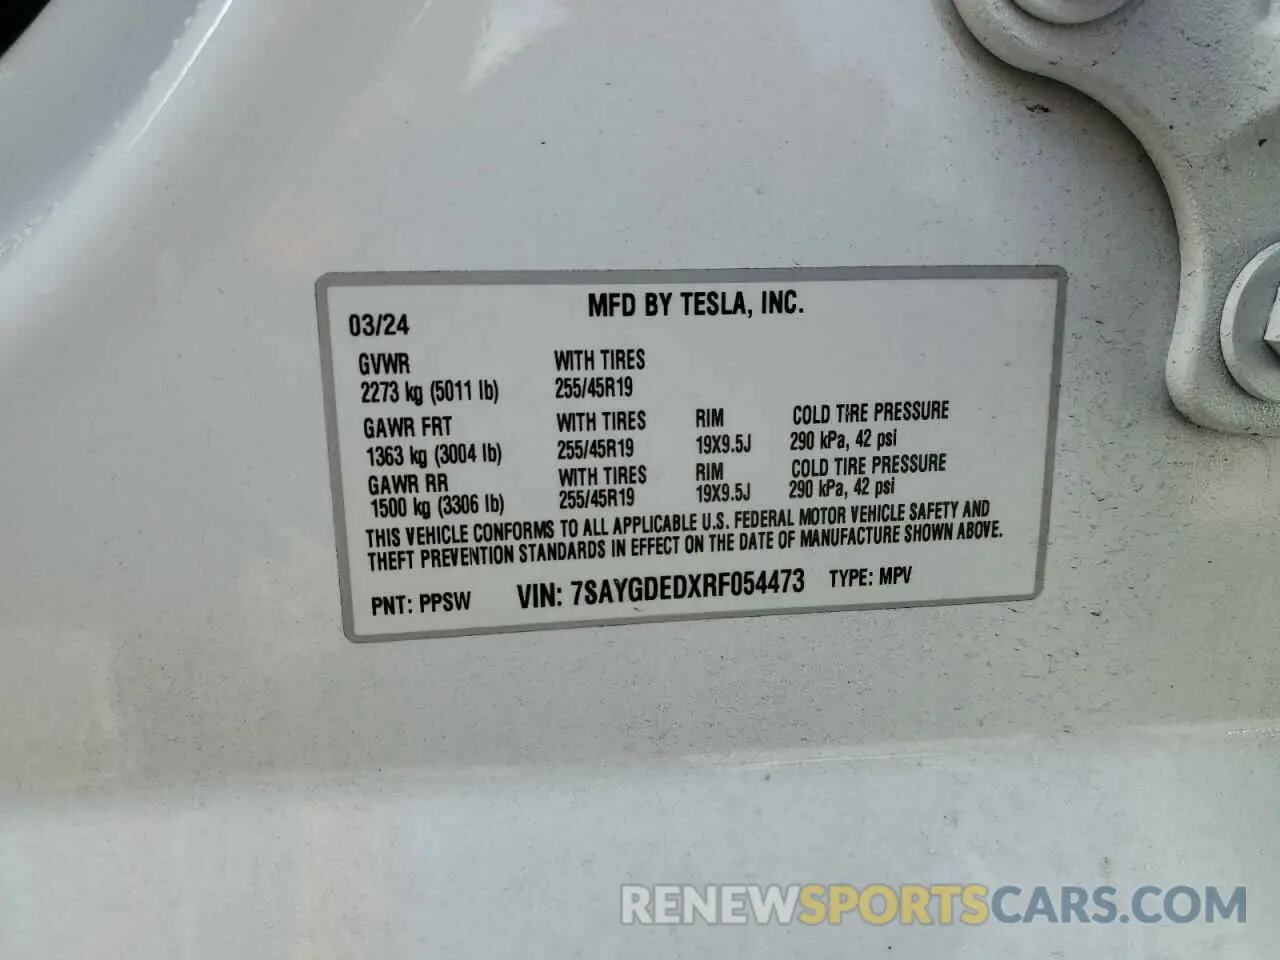 MFD BY TESLA, INC.
03/24
GVWR WITH TIRES
2273 kg (5011 lb) 255/45R19
GAWR FRT WITH TIRES RIM COLD TIRE PRESSURE
1363 kg (3004 lb) 255/45R19 19X9.5J 290 kPa, 42 psi
GAWR RR WITH TIRES RIM COLD TIRE PRESSURE
1500 kg (3306 lb) 255/45R19 19X9.5J 290 kPa, 42 psi
THIS VEHICLE CONFORMS TO ALL APPLICABLE U.S. FEDERAL MOTOR VEHICLE SAFETY AND
THEFT PREVENTION STANDARDS IN EFFECT ON THE DATE OF MANUFACTURE SHOWN ABOVE.
PNT: PPSW VIN: 7SAYGDEDXRF054473 TYPE: MPV
RENEWSPORTSCARS.COM